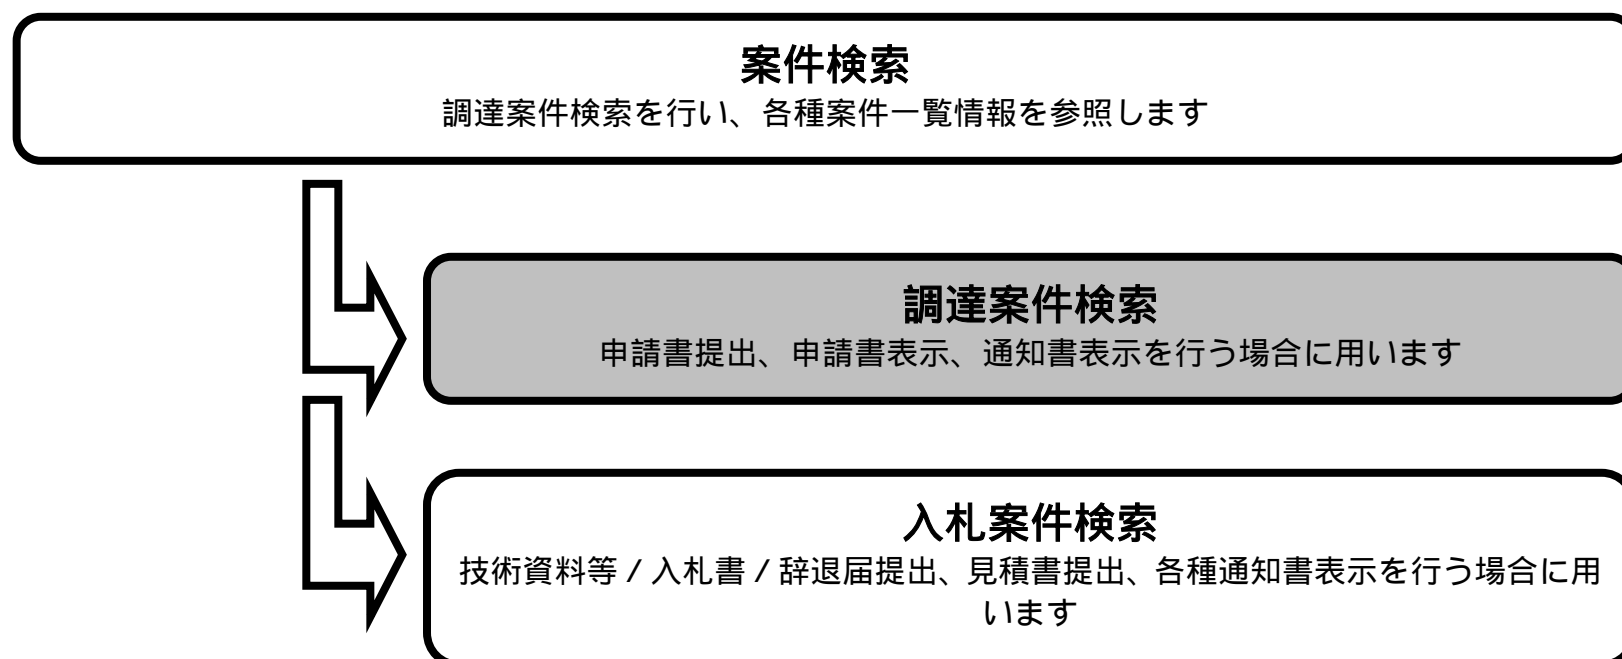 案件検索
調達案件検索を行い、各種案件一覧情報を参照します
調達案件検索
申請書提出、申請書表示、通知書表示を行う場合に用います
入札案件検索
技術資料等 / 入札書 / 辞退届提出、見積書提出、各種通知書表示を行う場合に用
います